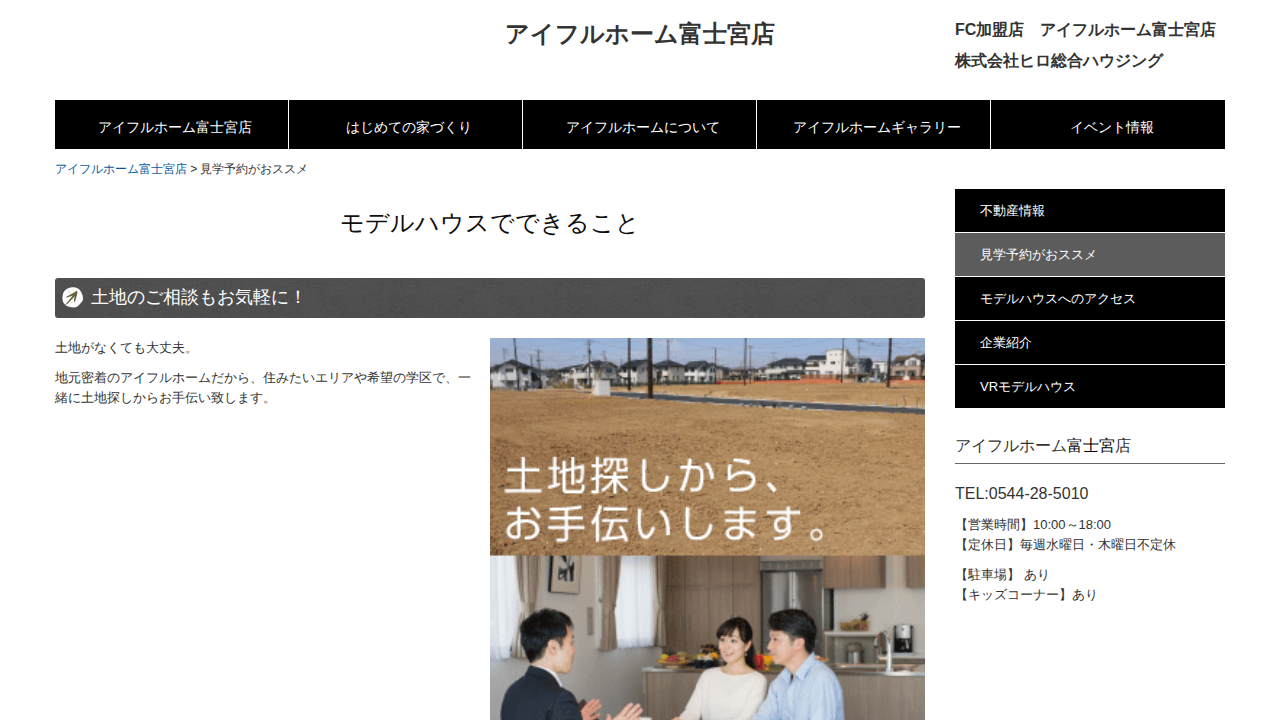 アイフルホーム富士宮店
FC加盟店　アイフルホーム富士宮店
株式会社ヒロ総合ハウジング
アイフルホーム富士宮店
はじめての家づくり
アイフルホームについて
アイフルホームギャラリー
イベント情報
アイフルホーム富士宮店 > 見学予約がおススメ
モデルハウスでできること
土地のご相談もお気軽に！
土地がなくても大丈夫。
地元密着のアイフルホームだから、住みたいエリアや希望の学区で、一
緒に土地探しからお手伝い致します。
土地探しから、
お手伝いします。
不動産情報
見学予約がおススメ
モデルハウスへのアクセス
企業紹介
VRモデルハウス
アイフルホーム富士宮店
TEL:0544-28-5010
【営業時間】10:00～18:00
【定休日】毎週水曜日・木曜日不定休
【駐車場】 あり
【キッズコーナー】あり